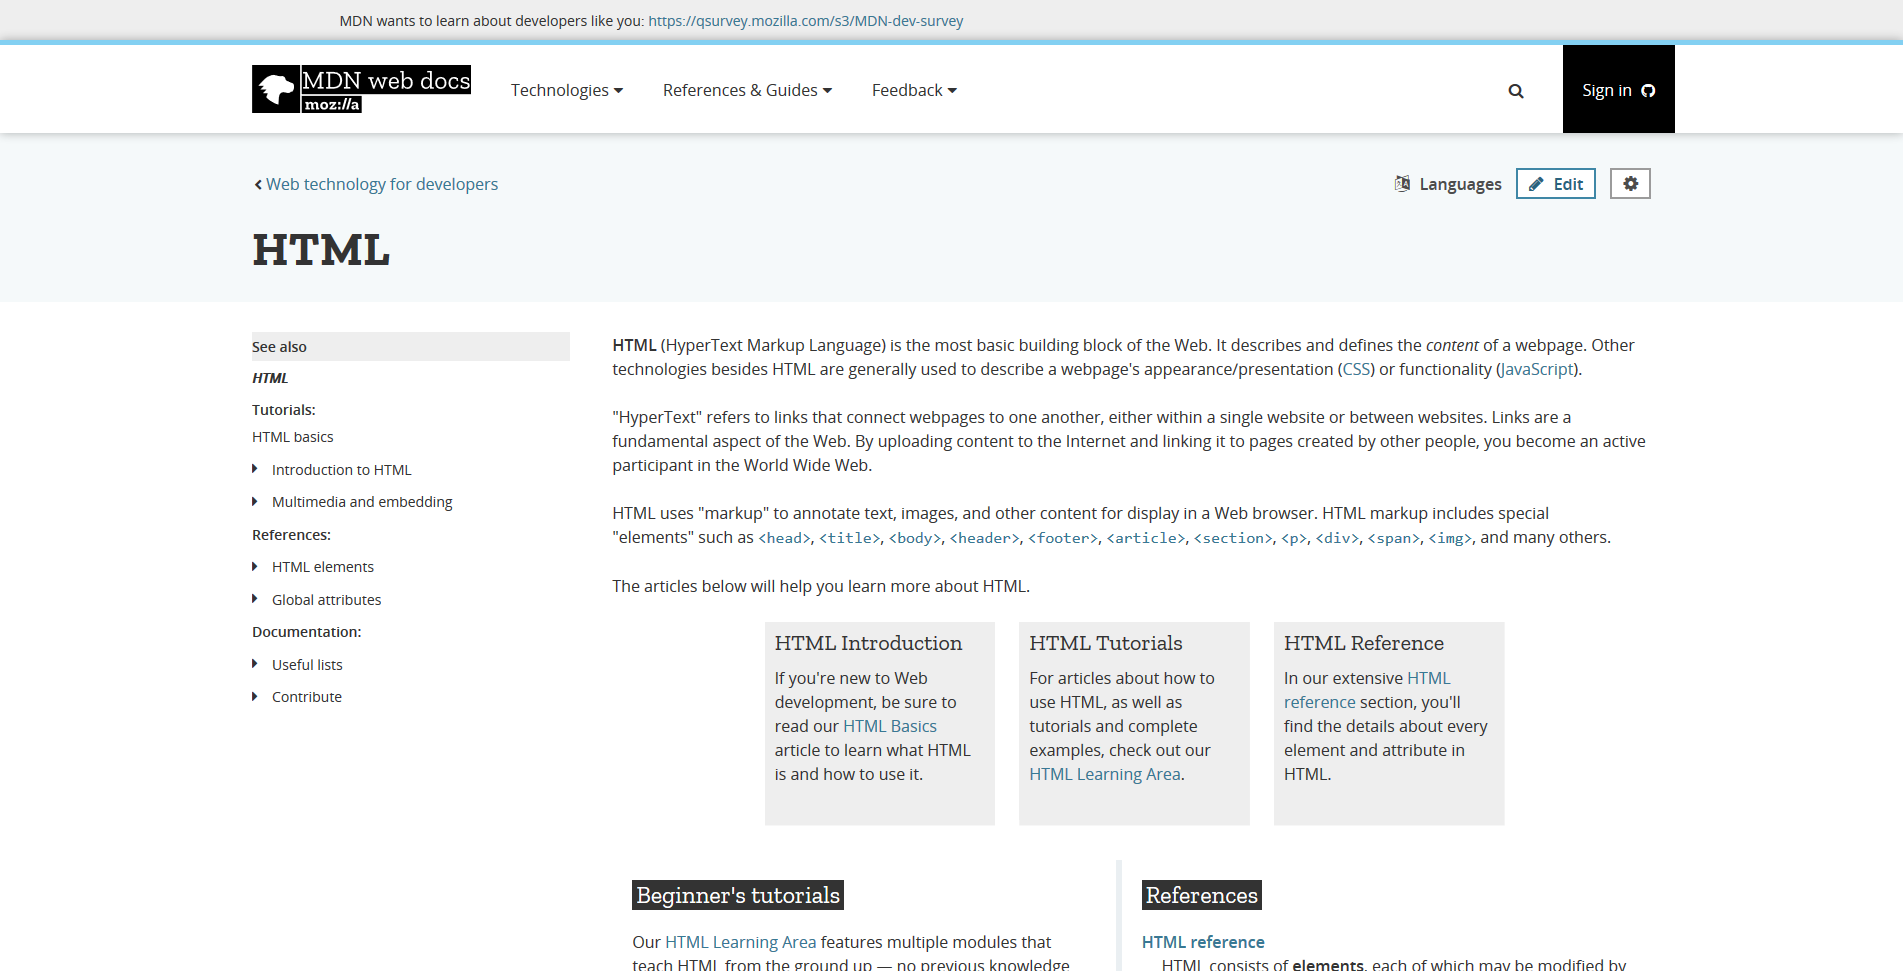 MDN wants to learn about developers like you: https://qsurvey.mozilla.com/s3/MDN-dev-survey
MDN web docs
moz://a
Technologies
References & Guides
Feedback
Sign in
Web technology for developers
Languages
Edit
HTML
See also
HTML
Tutorials:
HTML basics
Introduction to HTML
Multimedia and embedding
References:
HTML elements
Global attributes
Documentation:
Useful lists
Contribute
HTML (HyperText Markup Language) is the most basic building block of the Web. It describes and defines the content of a webpage. Other
technologies besides HTML are generally used to describe a webpage's appearance/presentation (CSS) or functionality (JavaScript).
"HyperText" refers to links that connect webpages to one another, either within a single website or between websites. Links are a
fundamental aspect of the Web. By uploading content to the Internet and linking it to pages created by other people, you become an active
participant in the World Wide Web.
HTML uses "markup" to annotate text, images, and other content for display in a Web browser. HTML markup includes special
"elements" such as <head>, <title>, <body>, <header>, <footer>, <article>, <section>, <p>, <div>, <span>, <img>, and many others.
The articles below will help you learn more about HTML.
HTML Introduction
If you're new to Web
development, be sure to
read our HTML Basics
article to learn what HTML
is and how to use it.
HTML Tutorials
For articles about how to
use HTML, as well as
tutorials and complete
examples, check out our
HTML Learning Area.
HTML Reference
In our extensive HTML
reference section, you'll
find the details about every
element and attribute in
HTML.
Beginner's tutorials
Our HTML Learning Area features multiple modules that
teach HTML from the ground up — no previous knowledge
References
HTML reference
HTML consists of elements, each of which may be modified by